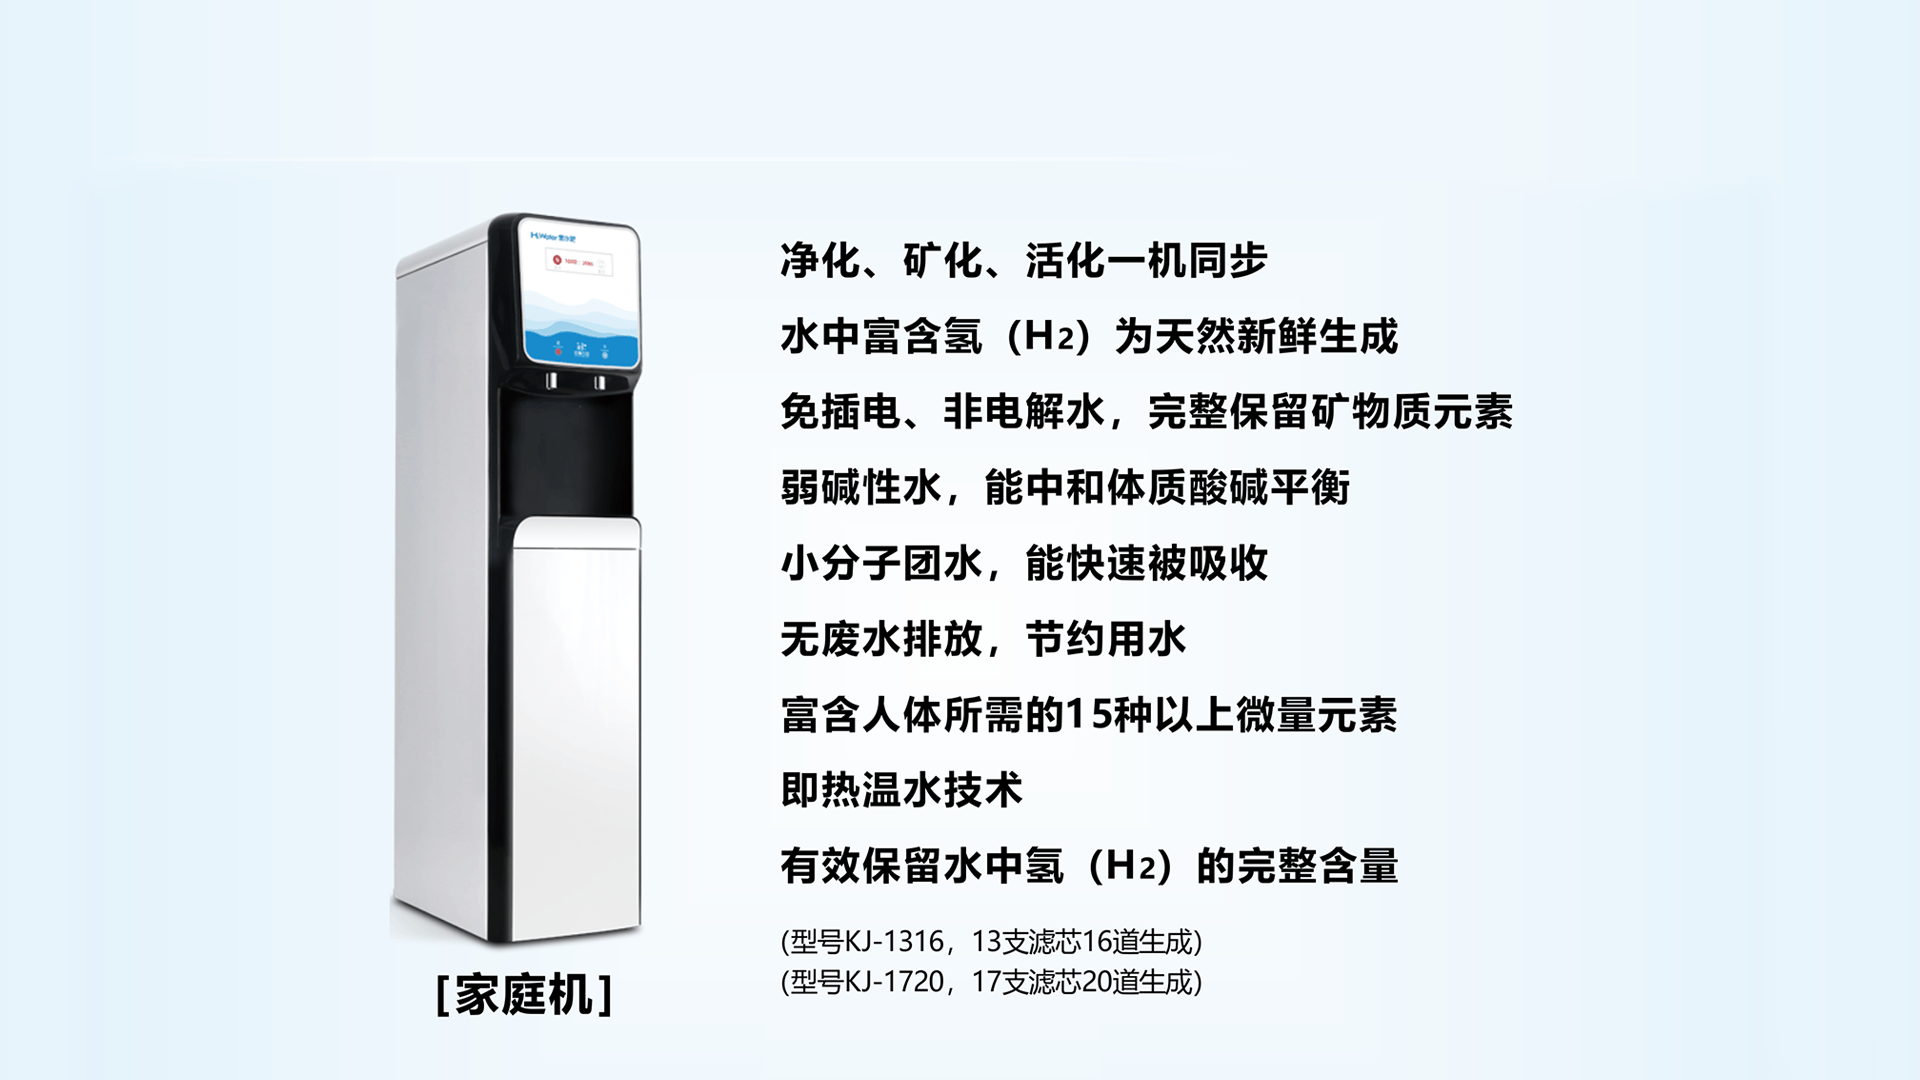 净化、矿化、活化一机同步
水中富含氢（H2）为天然新鲜生成
免插电、非电解水，完整保留矿物质元素
弱碱性水，能中和体质酸碱平衡
小分子团水，能快速被吸收
无废水排放，节约用水
富含人体所需的15种以上微量元素
即热温水技术
有效保留水中氢（H2）的完整含量
(型号KJ-1316，13支滤芯16道生成)
(型号KJ-1720，17支滤芯20道生成)
[家庭机]